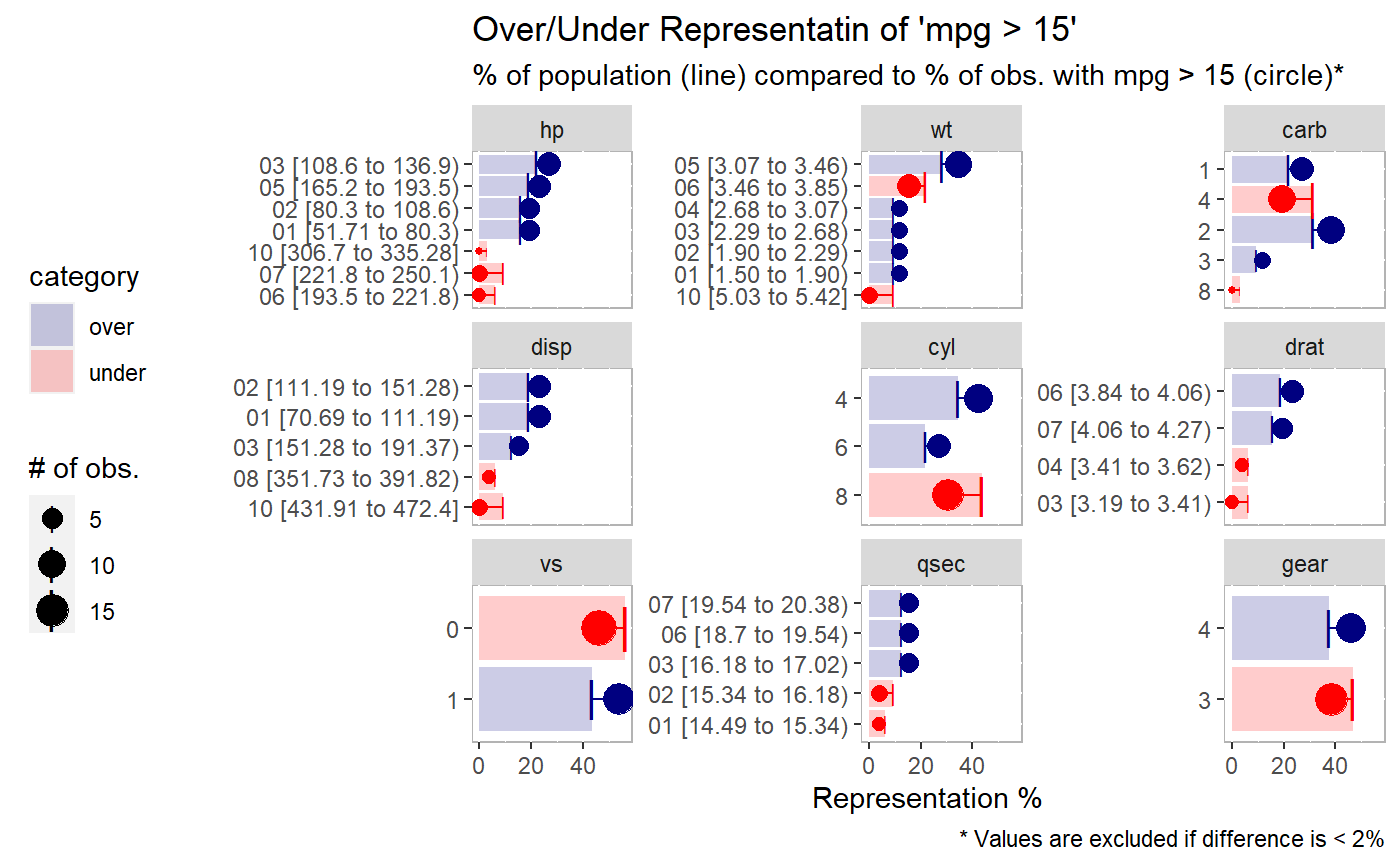 Over/Under Representatin of 'mpg > 15'
% of population (line) compared to % of obs. with mpg > 15 (circle)*
category
over
under
# of obs.
5
10
15
hp
03 [108.6 to 136.9)
05 [165.2 to 193.5)
02 [80.3 to 108.6)
01 [51.71 to 80.3)
10 [306.7 to 335.28]
07 [221.8 to 250.1)
06 [193.5 to 221.8)
wt
05 [3.07 to 3.46)
06 [3.46 to 3.85)
04 [2.68 to 3.07)
03 [2.29 to 2.68)
02 [1.90 to 2.29)
01 [1.50 to 1.90)
10 [5.03 to 5.42]
carb
1
4
2
3
8
disp
02 [111.19 to 151.28)
01 [70.69 to 111.19)
03 [151.28 to 191.37)
08 [351.73 to 391.82)
10 [431.91 to 472.4]
cyl
4
6
8
drat
06 [3.84 to 4.06)
07 [4.06 to 4.27)
04 [3.41 to 3.62)
03 [3.19 to 3.41)
vs
0
1
0 20 40
qsec
07 [19.54 to 20.38)
06 [18.7 to 19.54)
03 [16.18 to 17.02)
02 [15.34 to 16.18)
01 [14.49 to 15.34)
0 20 40
gear
4
3
0 20 40
Representation %
* Values are excluded if difference is < 2%